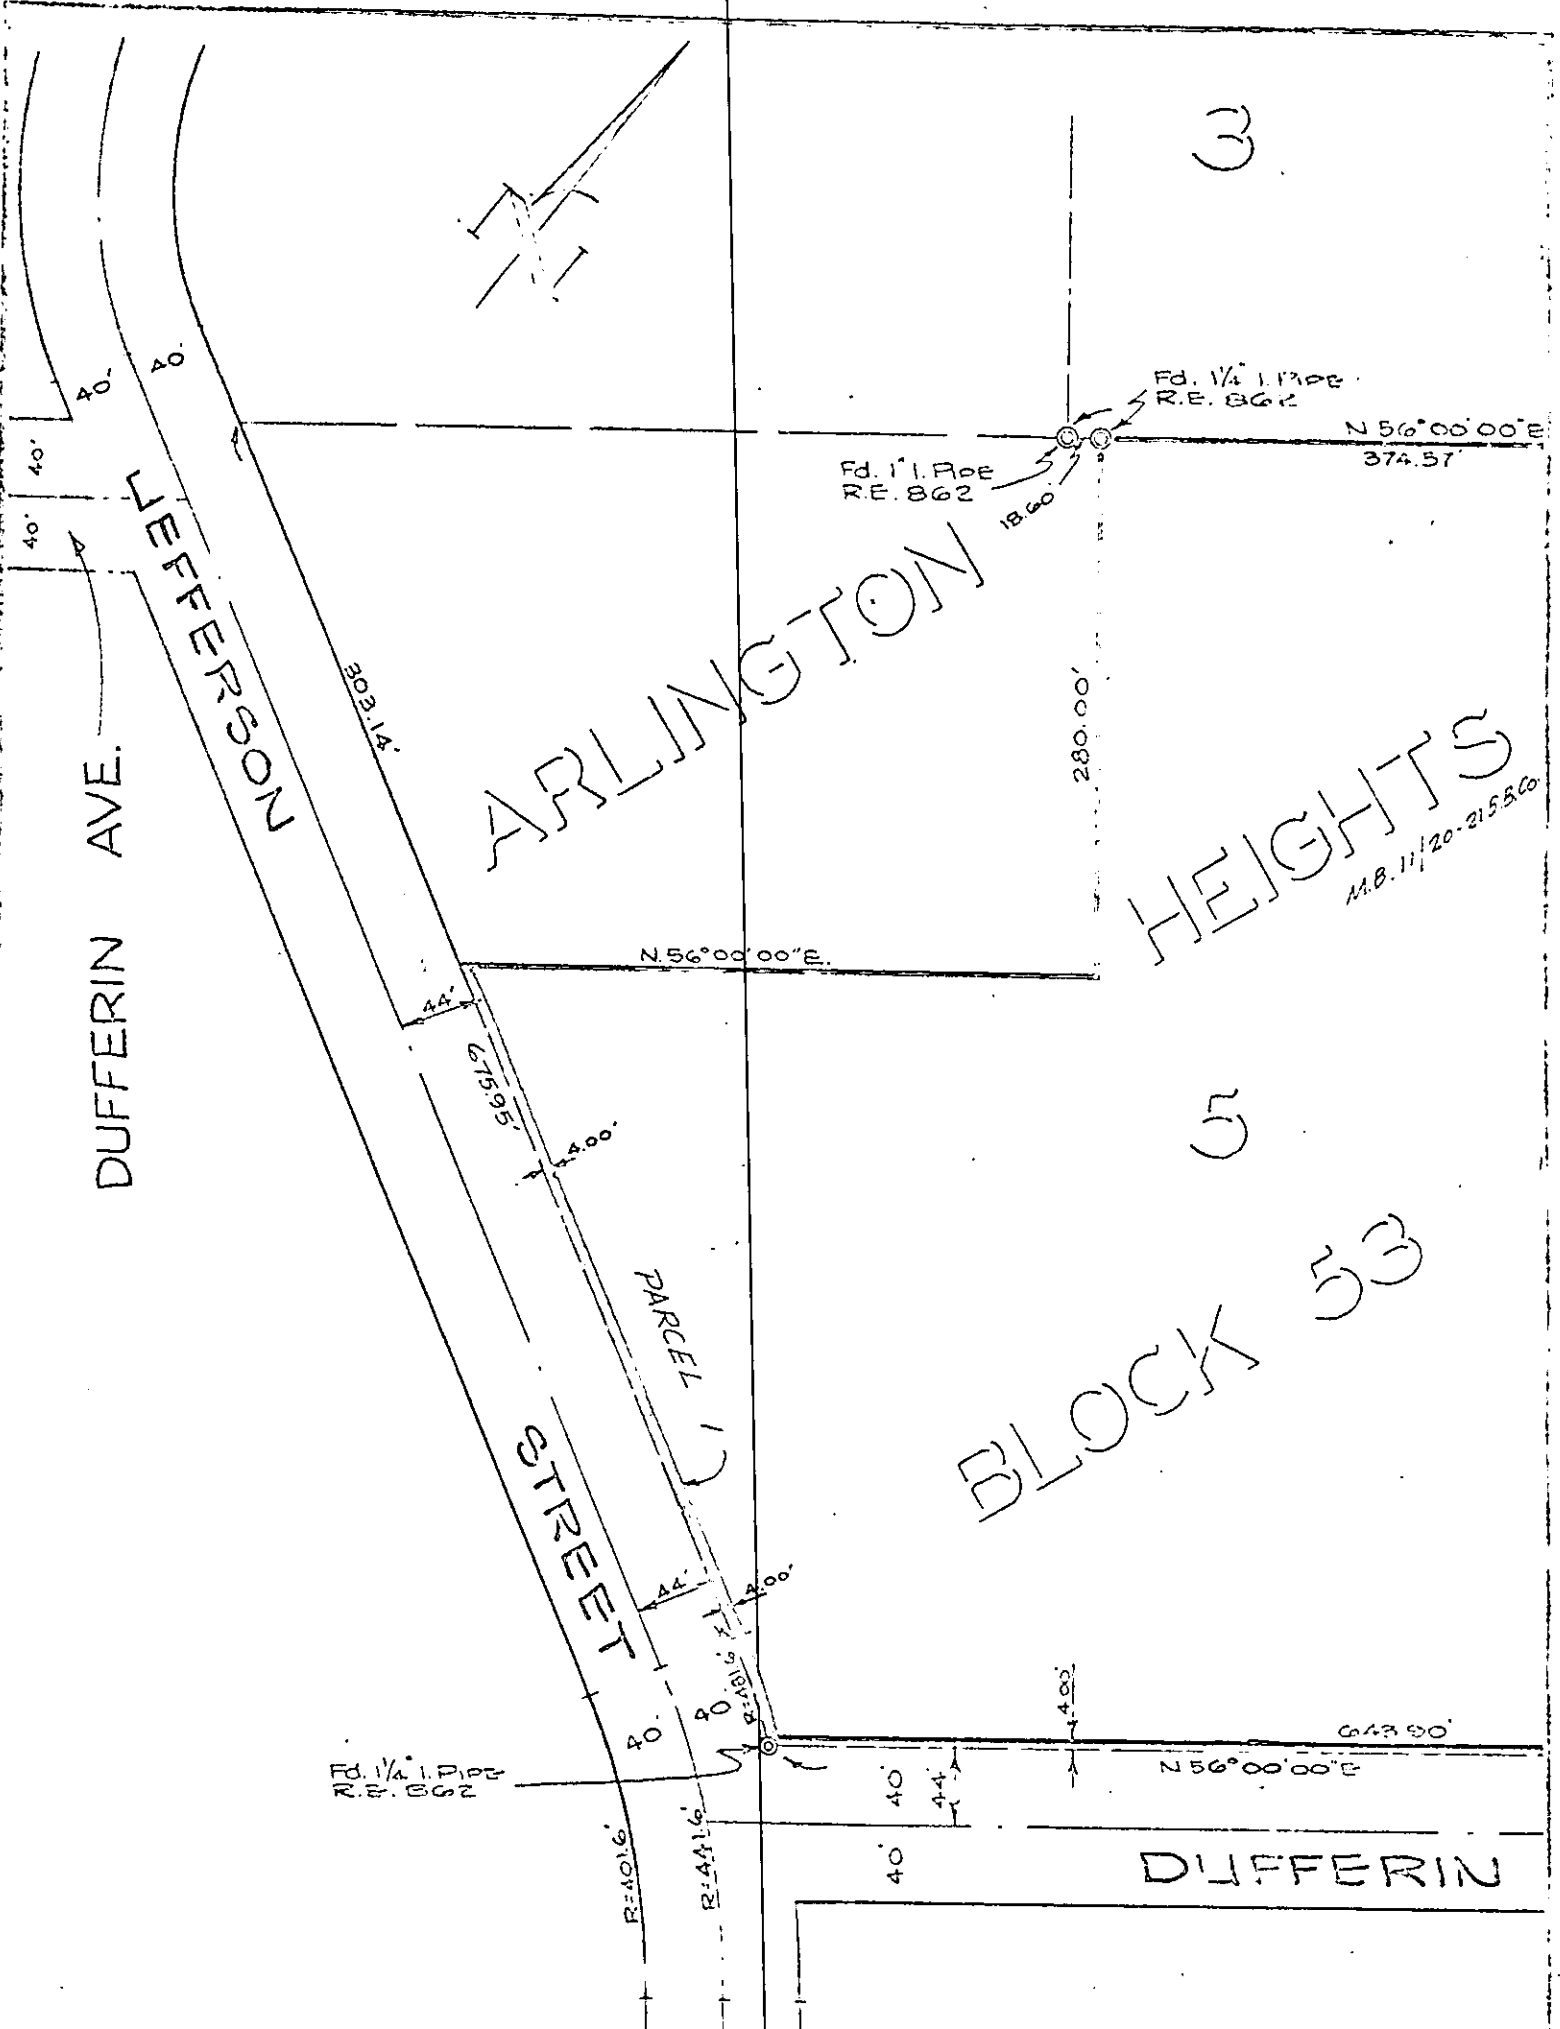 3
40'
40'
40'
40'
Fd. 1¼" I. Pipe
R.E. 862
N 56°00'00"E
374.57'
Fd. 1" I. Pipe
R.E. 862
18.60'
JEFFERSON
STREET
303.14'
ARLINGTON
HEIGHTS
M.B. 11/20-21 S.B.Co.
280.00'
DUFFERIN AVE.
N.56°00'00"E.
44'
675.95'
4.00'
5
PARCEL 1
BLOCK 53
44'
4.00'
R=481.6'
40'
40'
4.00'
643.90'
N 56°00'00"E
Fd. 1¼" I. Pipe
R.E. 862
40'
44'
R=401.6'
R=441.6'
40'
DUFFERIN